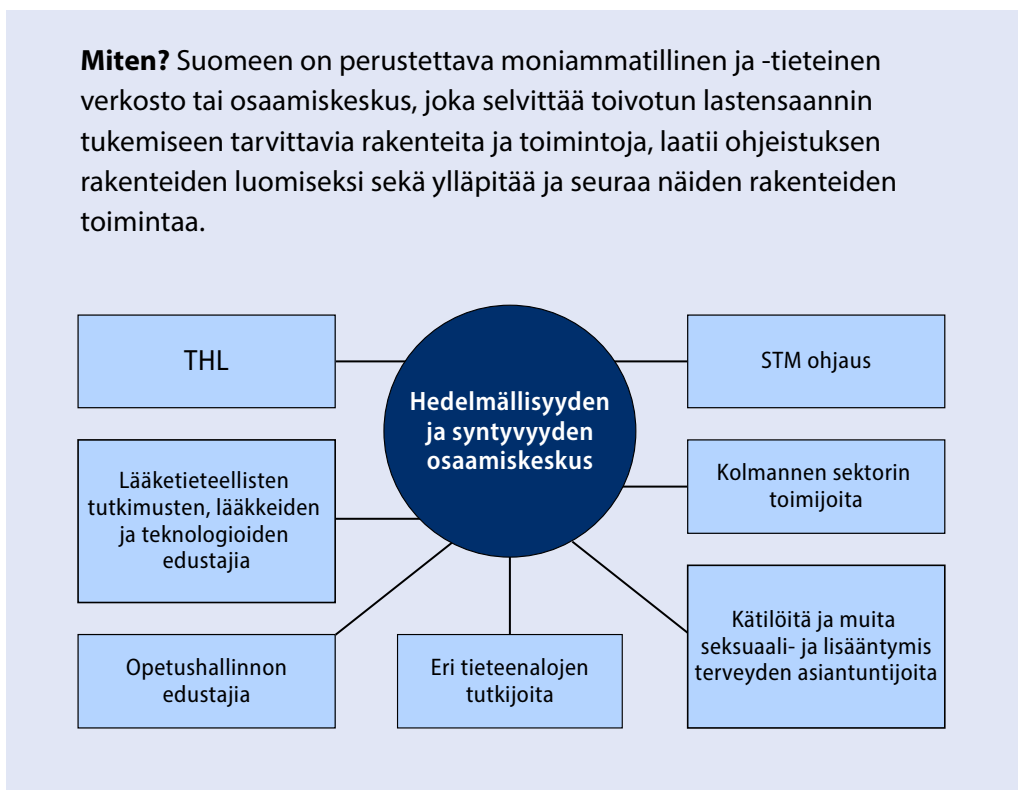 Miten? Suomeen on perustettava moniammatillinen ja -tieteinen
verkosto tai osaamiskeskus, joka selvittää toivotun lastensaannin
tukemiseen tarvittavia rakenteita ja toimintoja, laatii ohjeistuksen
rakenteiden luomiseksi sekä ylläpitää ja seuraa näiden rakenteiden
toimintaa.
THL
Hedelmällisyyden
ja syntyvyyden
osaamiskeskus
STM ohjaus
Lääketieteellisten
tutkimusten, lääkkeiden
ja teknologioiden
edustajia
Kolmannen sektorin
toimijoita
Opetushallinnon
edustajia
Eri tieteenalojen
tutkijoita
Kätilöitä ja muita
seksuaali- ja lisääntymis
terveyden asiantuntijoita